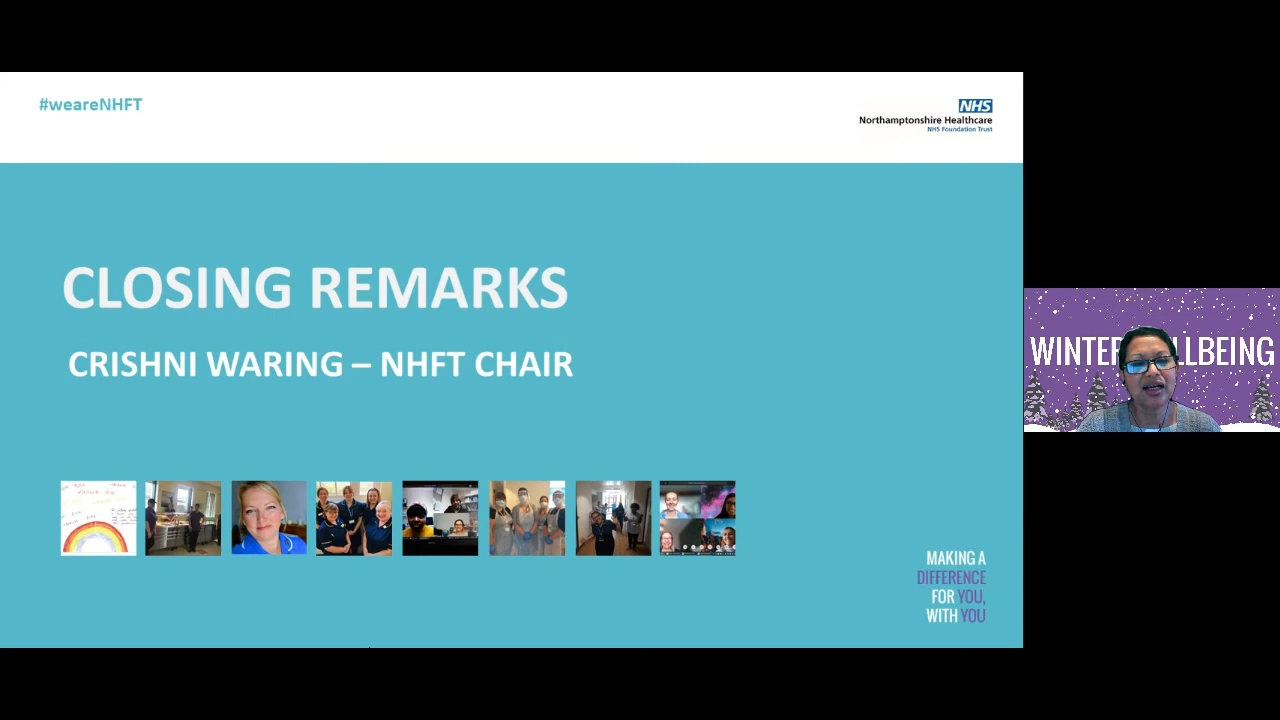 #weareNHFT
NHS
Northamptonshire Healthcare
NHS Foundation Trust
CLOSING REMARKS
CRISHNI WARING – NHFT CHAIR
MAKING A
DIFFERENCE
FOR YOU,
WITH YOU